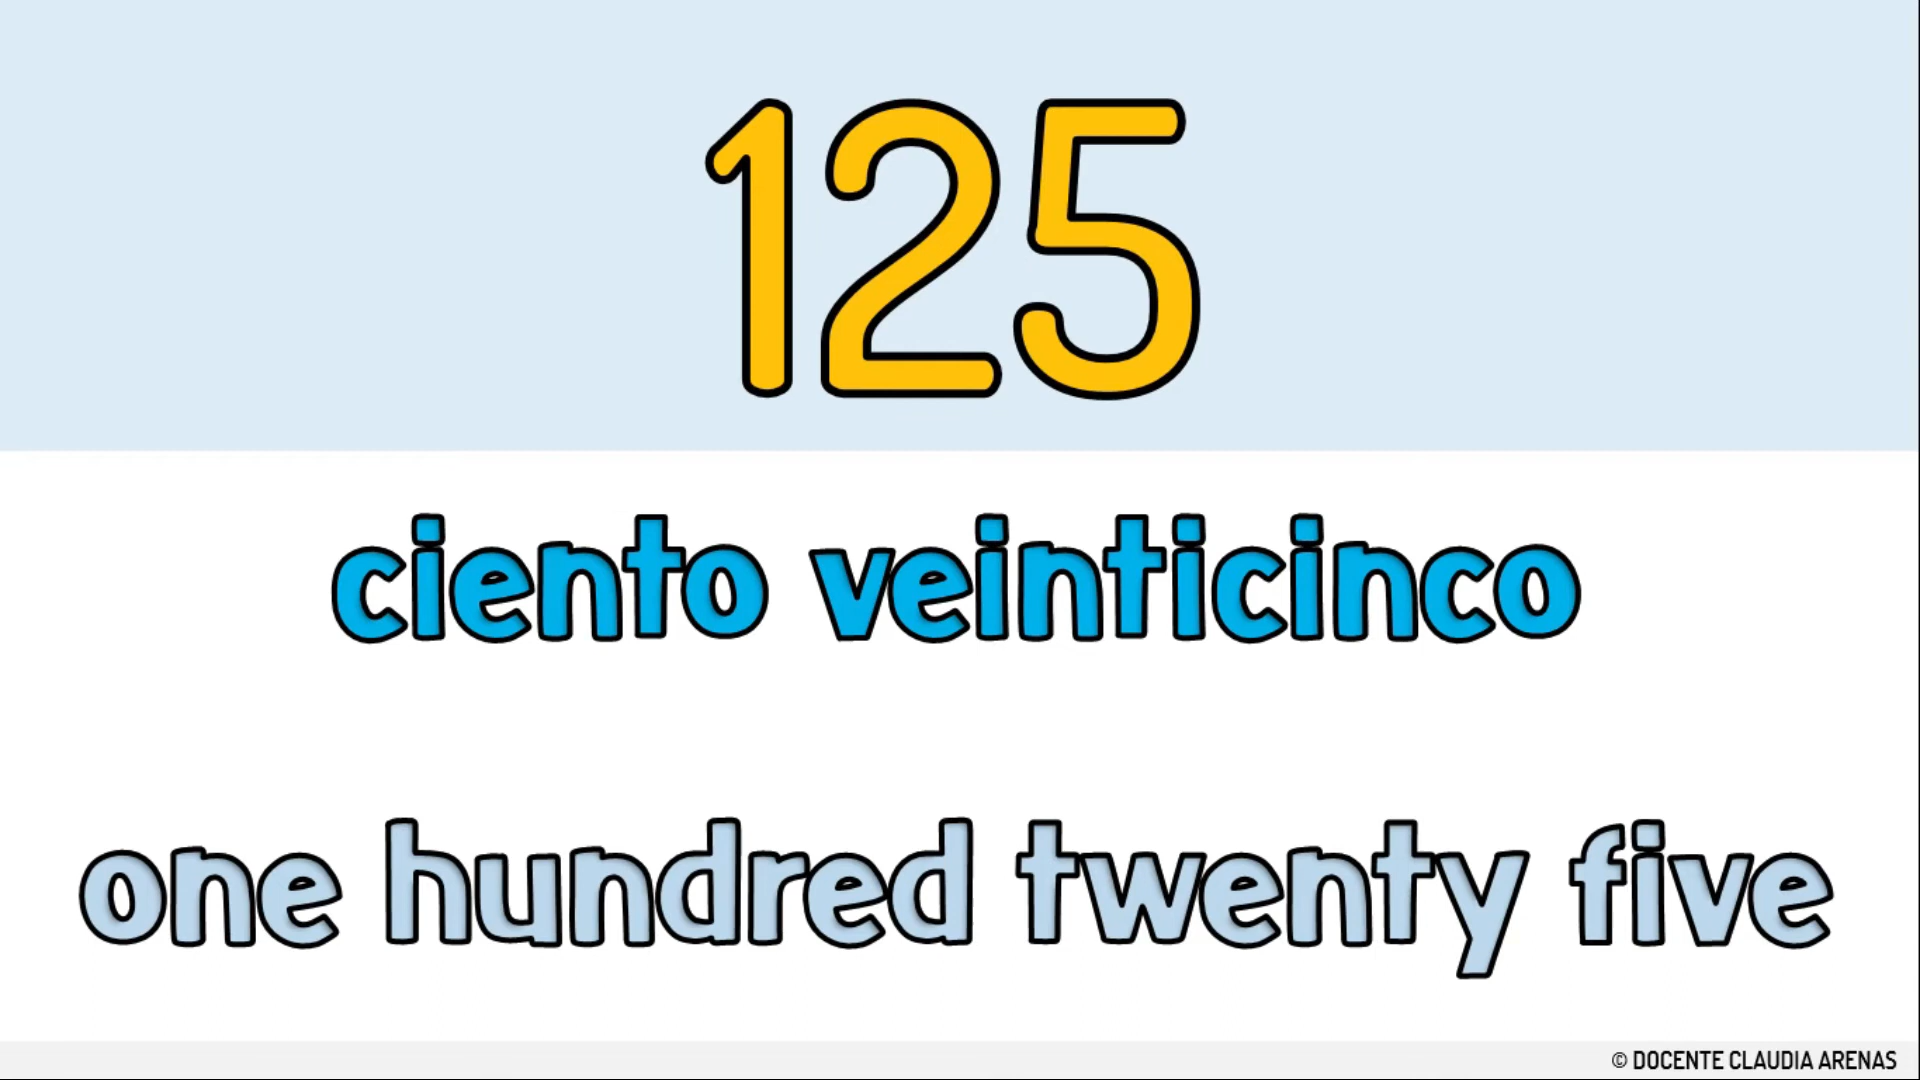 125
ciento veinticinco
one hundred twenty five
© DOCENTE CLAUDIA ARENAS